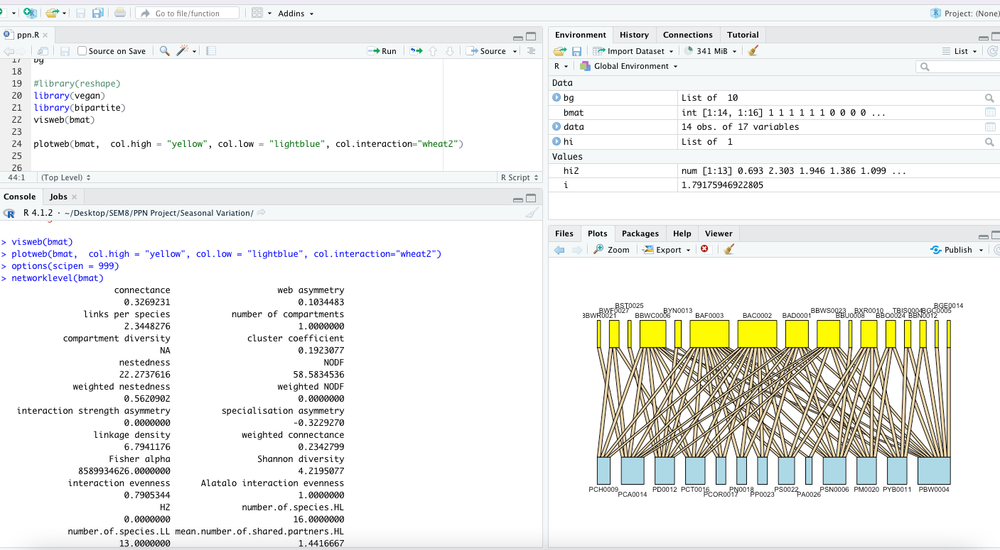 Go to file/function
Addins
Project: (None)
ppn.R
Source on Save
Run
Source
17 bg
18
19 #library(reshape)
20 library(vegan)
21 library(bipartite)
22 visweb(bmat)
23
24 plotweb(bmat,  col.high = "yellow", col.low = "lightblue", col.interaction="wheat2")
25
26
44:1 (Top Level) R Script
Console Jobs
R 4.1.2 · ~/Desktop/SEM8/PPN Project/Seasonal Variation/
> visweb(bmat)
> plotweb(bmat,  col.high = "yellow", col.low = "lightblue", col.interaction="wheat2")
> options(scipen = 999)
> networklevel(bmat)
connectance web asymmetry
0.3269231 0.1034483
links per species number of compartments
2.3448276 1.0000000
compartment diversity cluster coefficient
NA 0.1923077
nestedness NODF
22.2737616 58.5834536
weighted nestedness weighted NODF
0.5620902 0.0000000
interaction strength asymmetry specialisation asymmetry
0.0000000 -0.3229270
linkage density weighted connectance
6.7941176 0.2342799
Fisher alpha Shannon diversity
8589934626.0000000 4.2195077
interaction evenness Alatalo interaction evenness
0.7905344 1.0000000
H2 number.of.species.HL
0.0000000 16.0000000
number.of.species.LL mean.number.of.shared.partners.HL
13.0000000 1.4416667
Environment History Connections Tutorial
Import Dataset 341 MiB List
R Global Environment
Data
bg List of  10
bmat int [1:14, 1:16] 1 1 1 1 1 1 0 0 0 0 ...
data 14 obs. of 17 variables
hi List of  1
Values
hi2 num [1:13] 0.693 2.303 1.946 1.386 1.099 ...
i 1.79175946922805
Files Plots Packages Help Viewer
Zoom Export Publish
BST0025 BGE0014
BWF0027 BYN0013 BBWS0023 BXR0010 TBIS0004 BGC0005
BBWR0021 BBWC0006 BAF0003 BAC0002 BAD0001 BBU0008 BBO0024 BBN0012
PCH0009 PD0012 PCT0016 PN0018 PS0022 PSN0006 PM0020 PYB0011 PBW0004
PCA0014 PCOR0017 PP0023 PA0026